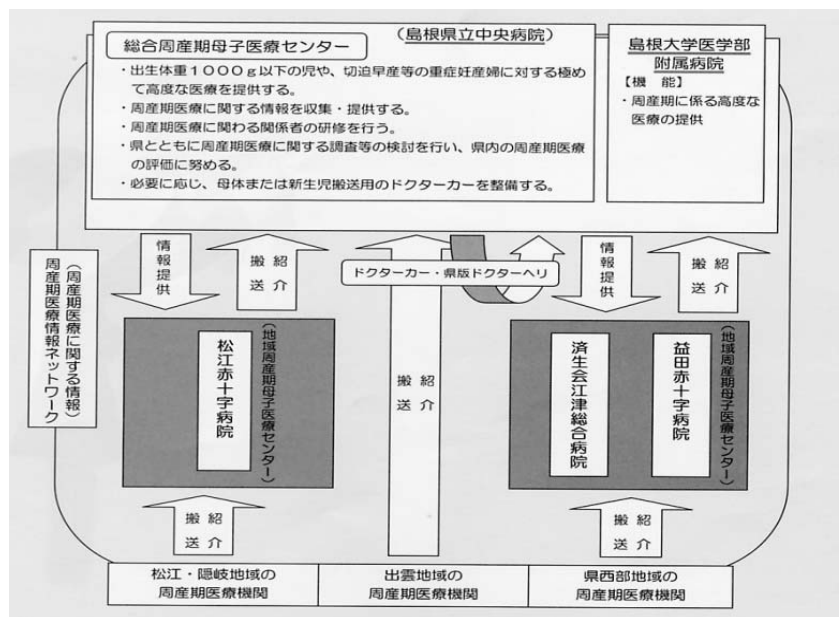 (島根県立中央病院)
総合周産期母子医療センター
・出生体重1000g以下の児や、切迫早産等の重症妊産婦に対する極め
て高度な医療を提供する。
・周産期医療に関する情報を収集・提供する。
・周産期医療に関わる関係者の研修を行う。
・県とともに周産期医療に関する調査等の検討を行い、県内の周産期医療
の評価に努める。
・必要に応じ、母体または新生児搬送用のドクターカーを整備する。
島根大学医学部
附属病院
【機 能】
・周産期に係る高度な
医療の提供
情報提供
紹介
搬送
ドクターカー・県版ドクターヘリ
情報提供
紹介
搬送
(周産期医療に関する情報)
周産期医療情報ネットワーク
(地域周産期母子医療センター)
松江赤十字病院
紹介
搬送
(地域周産期母子医療センター)
益田赤十字病院
済生会江津総合病院
紹介
搬送
紹介
搬送
松江・隠岐地域の
周産期医療機関
出雲地域の
周産期医療機関
県西部地域の
周産期医療機関